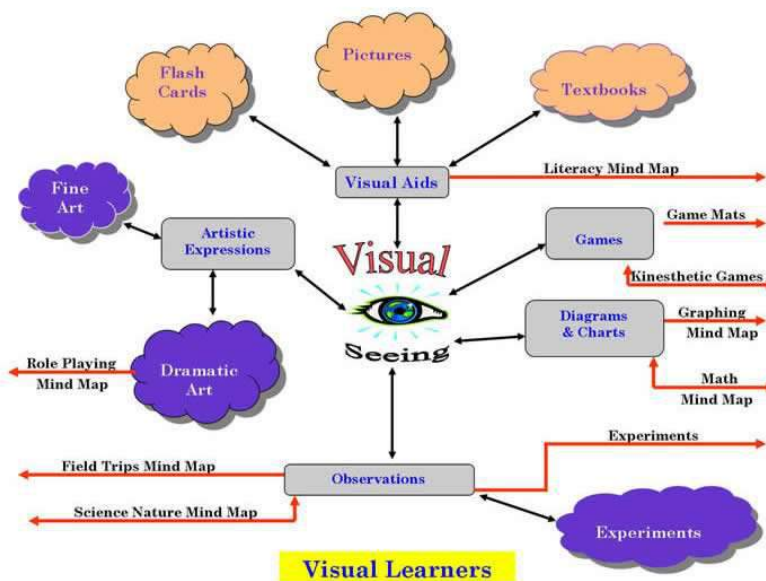 Pictures
Flash
Cards
Textbooks
Literacy Mind Map
Visual Aids
Fine
Art
Artistic
Expressions
Visual
Games
Game Mats
Kinesthetic Games
Diagrams
& Charts
Graphing
Mind Map
Seeing
Role Playing
Mind Map
Dramatic
Art
Math
Mind Map
Experiments
Field Trips Mind Map
Observations
Science Nature Mind Map
Experiments
Visual Learners